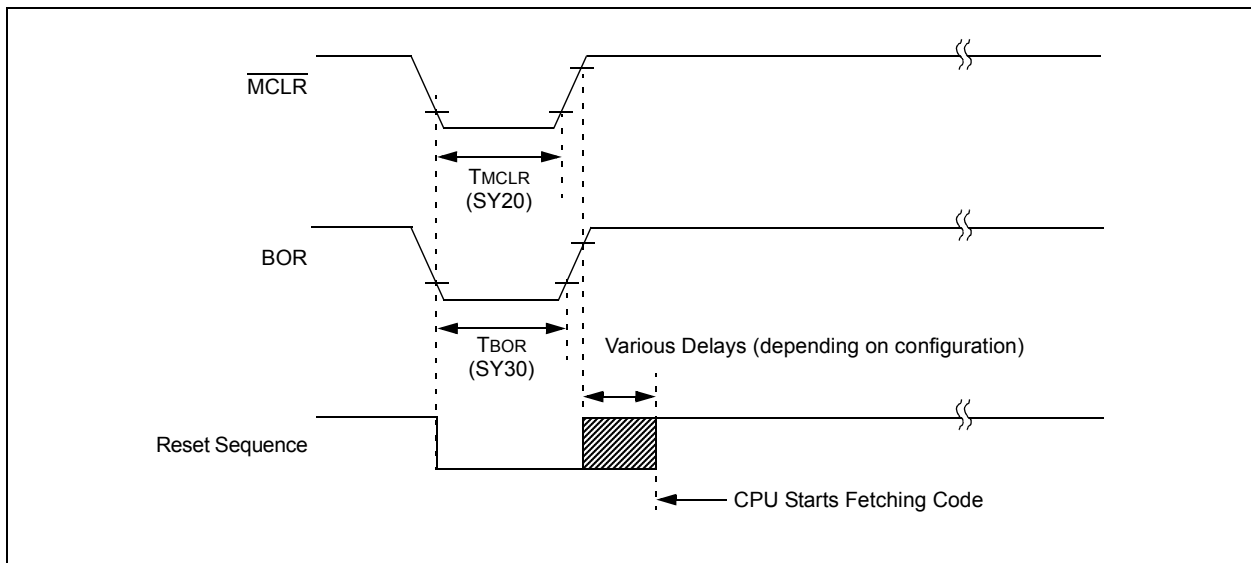 MCLR
TMCLR
(SY20)
BOR
TBOR
(SY30)
Various Delays (depending on configuration)
Reset Sequence
CPU Starts Fetching Code